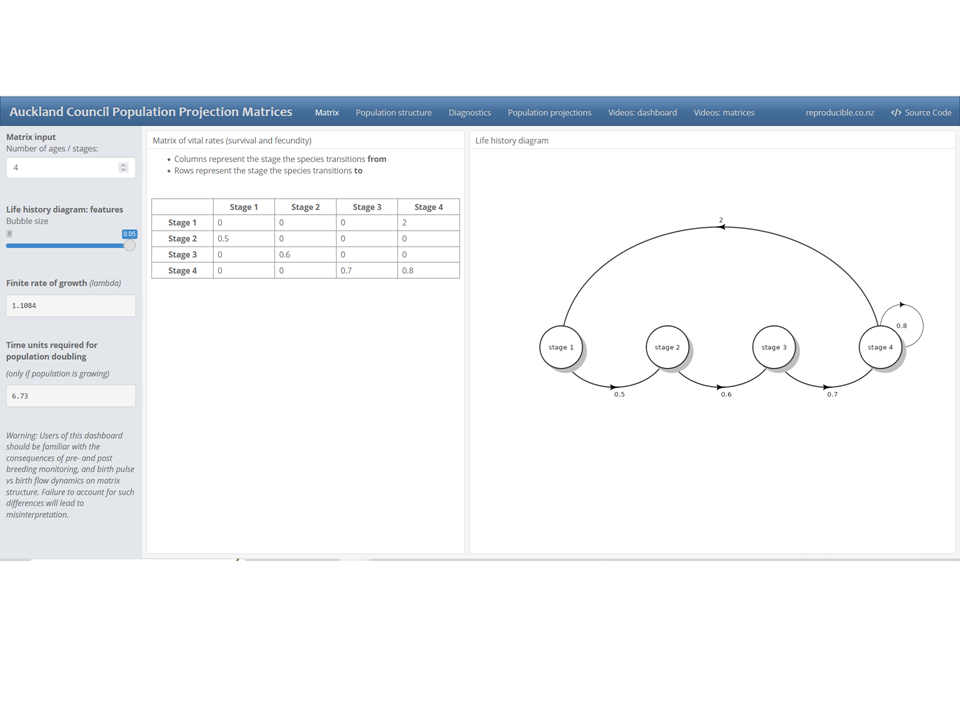 Auckland Council Population Projection Matrices Matrix Population structure Diagnostics Population projections Videos: dashboard Videos: matrices reproducible.co.nz </> Source Code
Matrix input
Number of ages / stages:
4
Life history diagram: features
Bubble size
0.05
Finite rate of growth (lambda)
1.1084
Time units required for
population doubling
(only if population is growing)
6.73
Warning: Users of this dashboard
should be familiar with the
consequences of pre- and post
breeding monitoring, and birth pulse
vs birth flow dynamics on matrix
structure. Failure to account for such
differences will lead to
misinterpretation.
Matrix of vital rates (survival and fecundity)
• Columns represent the stage the species transitions from
• Rows represent the stage the species transitions to
Stage 1 Stage 2 Stage 3 Stage 4
Stage 1 0 0 0 2
Stage 2 0.5 0 0 0
Stage 3 0 0.6 0 0
Stage 4 0 0 0.7 0.8
Life history diagram
2
0.8
stage 1 stage 2 stage 3 stage 4
0.5 0.6 0.7